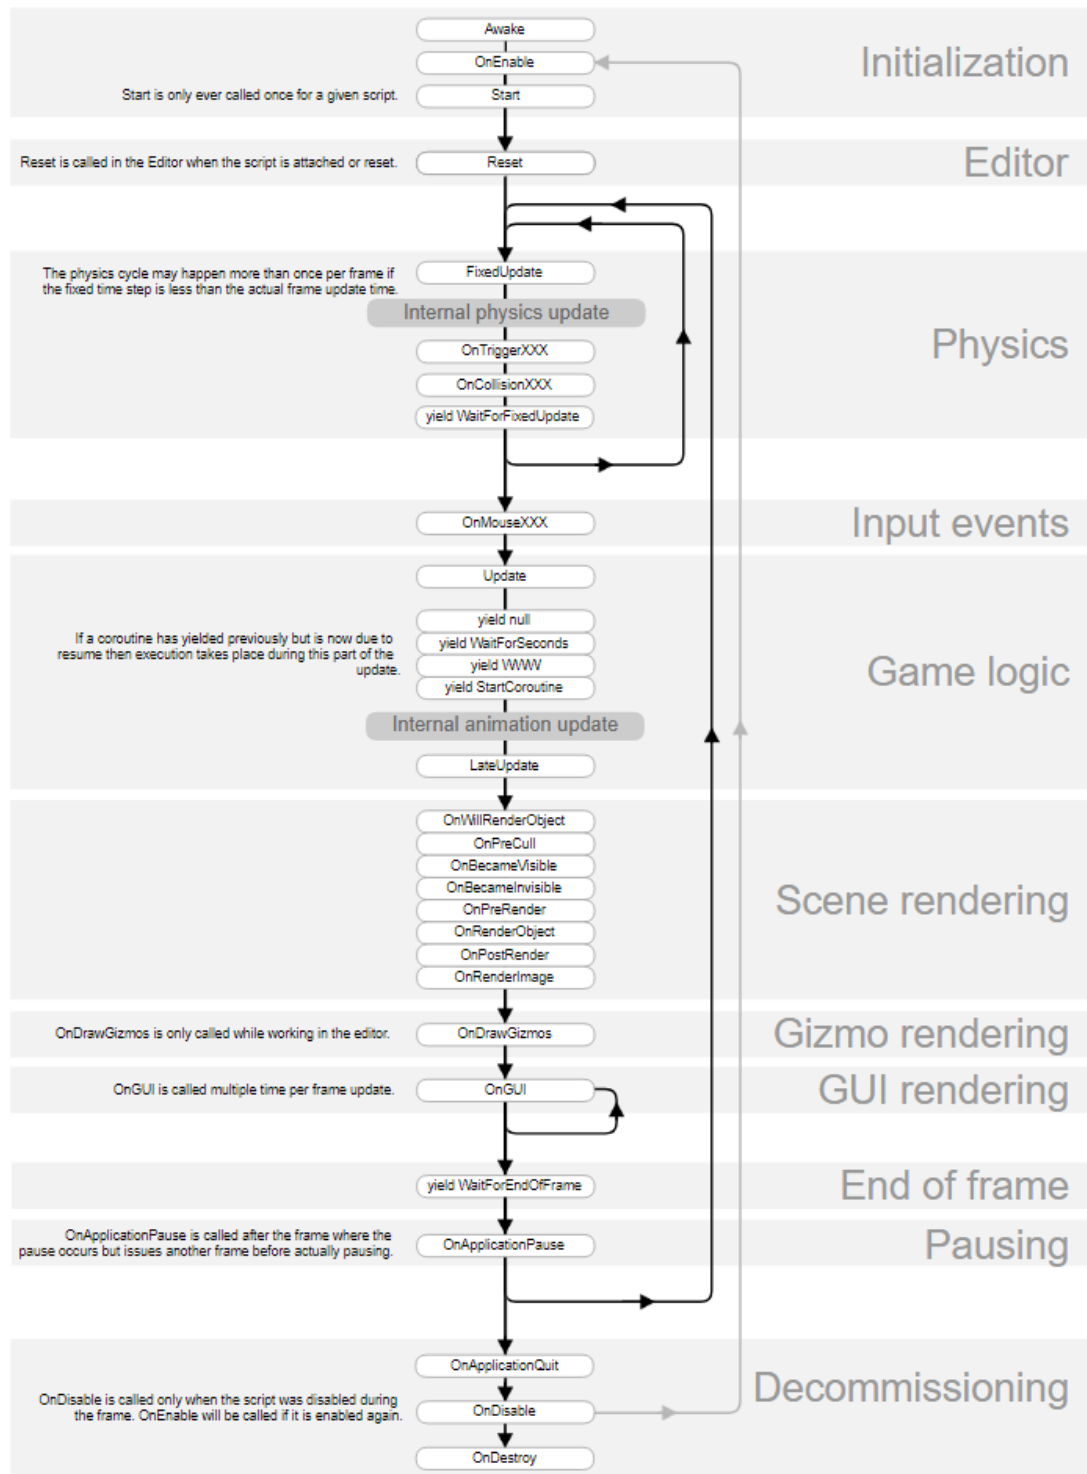 Awake
OnEnable
Initialization
Start is only ever called once for a given script.
Start
Reset is called in the Editor when the script is attached or reset.
Reset
Editor
The physics cycle may happen more than once per frame if
the fixed time step is less than the actual frame update time.
FixedUpdate
Internal physics update
OnTriggerXXX
OnCollisionXXX
yield WaitForFixedUpdate
Physics
OnMouseXXX
Input events
Update
If a coroutine has yielded previously but is now due to
resume then execution takes place during this part of the
update.
yield null
yield WaitForSeconds
yield WWW
yield StartCoroutine
Internal animation update
LateUpdate
Game logic
OnWillRenderObject
OnPreCull
OnBecameVisible
OnBecameInvisible
OnPreRender
OnRenderObject
OnPostRender
OnRenderImage
Scene rendering
OnDrawGizmos is only called while working in the editor.
OnDrawGizmos
Gizmo rendering
OnGUI is called multiple time per frame update.
OnGUI
GUI rendering
yield WaitForEndOfFrame
End of frame
OnApplicationPause is called after the frame where the
pause occurs but issues another frame before actually pausing.
OnApplicationPause
Pausing
OnApplicationQuit
OnDisable is called only when the script was disabled during
the frame. OnEnable will be called if it is enabled again.
OnDisable
OnDestroy
Decommissioning